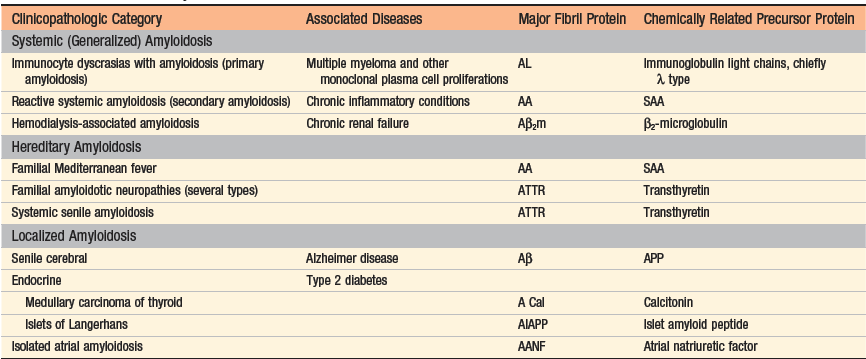 Clinicopathologic Category Associated Diseases Major Fibril Protein Chemically Related Precursor Protein
Systemic (Generalized) Amyloidosis
Immunocyte dyscrasias with amyloidosis (primary Multiple myeloma and other AL Immunoglobulin light chains, chiefly
amyloidosis) monoclonal plasma cell proliferations λ type
Reactive systemic amyloidosis (secondary amyloidosis) Chronic inflammatory conditions AA SAA
Hemodialysis-associated amyloidosis Chronic renal failure Aβ₂m β₂-microglobulin
Hereditary Amyloidosis
Familial Mediterranean fever AA SAA
Familial amyloidotic neuropathies (several types) ATTR Transthyretin
Systemic senile amyloidosis ATTR Transthyretin
Localized Amyloidosis
Senile cerebral Alzheimer disease Aβ APP
Endocrine Type 2 diabetes
Medullary carcinoma of thyroid A Cal Calcitonin
Islets of Langerhans AIAPP Islet amyloid peptide
Isolated atrial amyloidosis AANF Atrial natriuretic factor